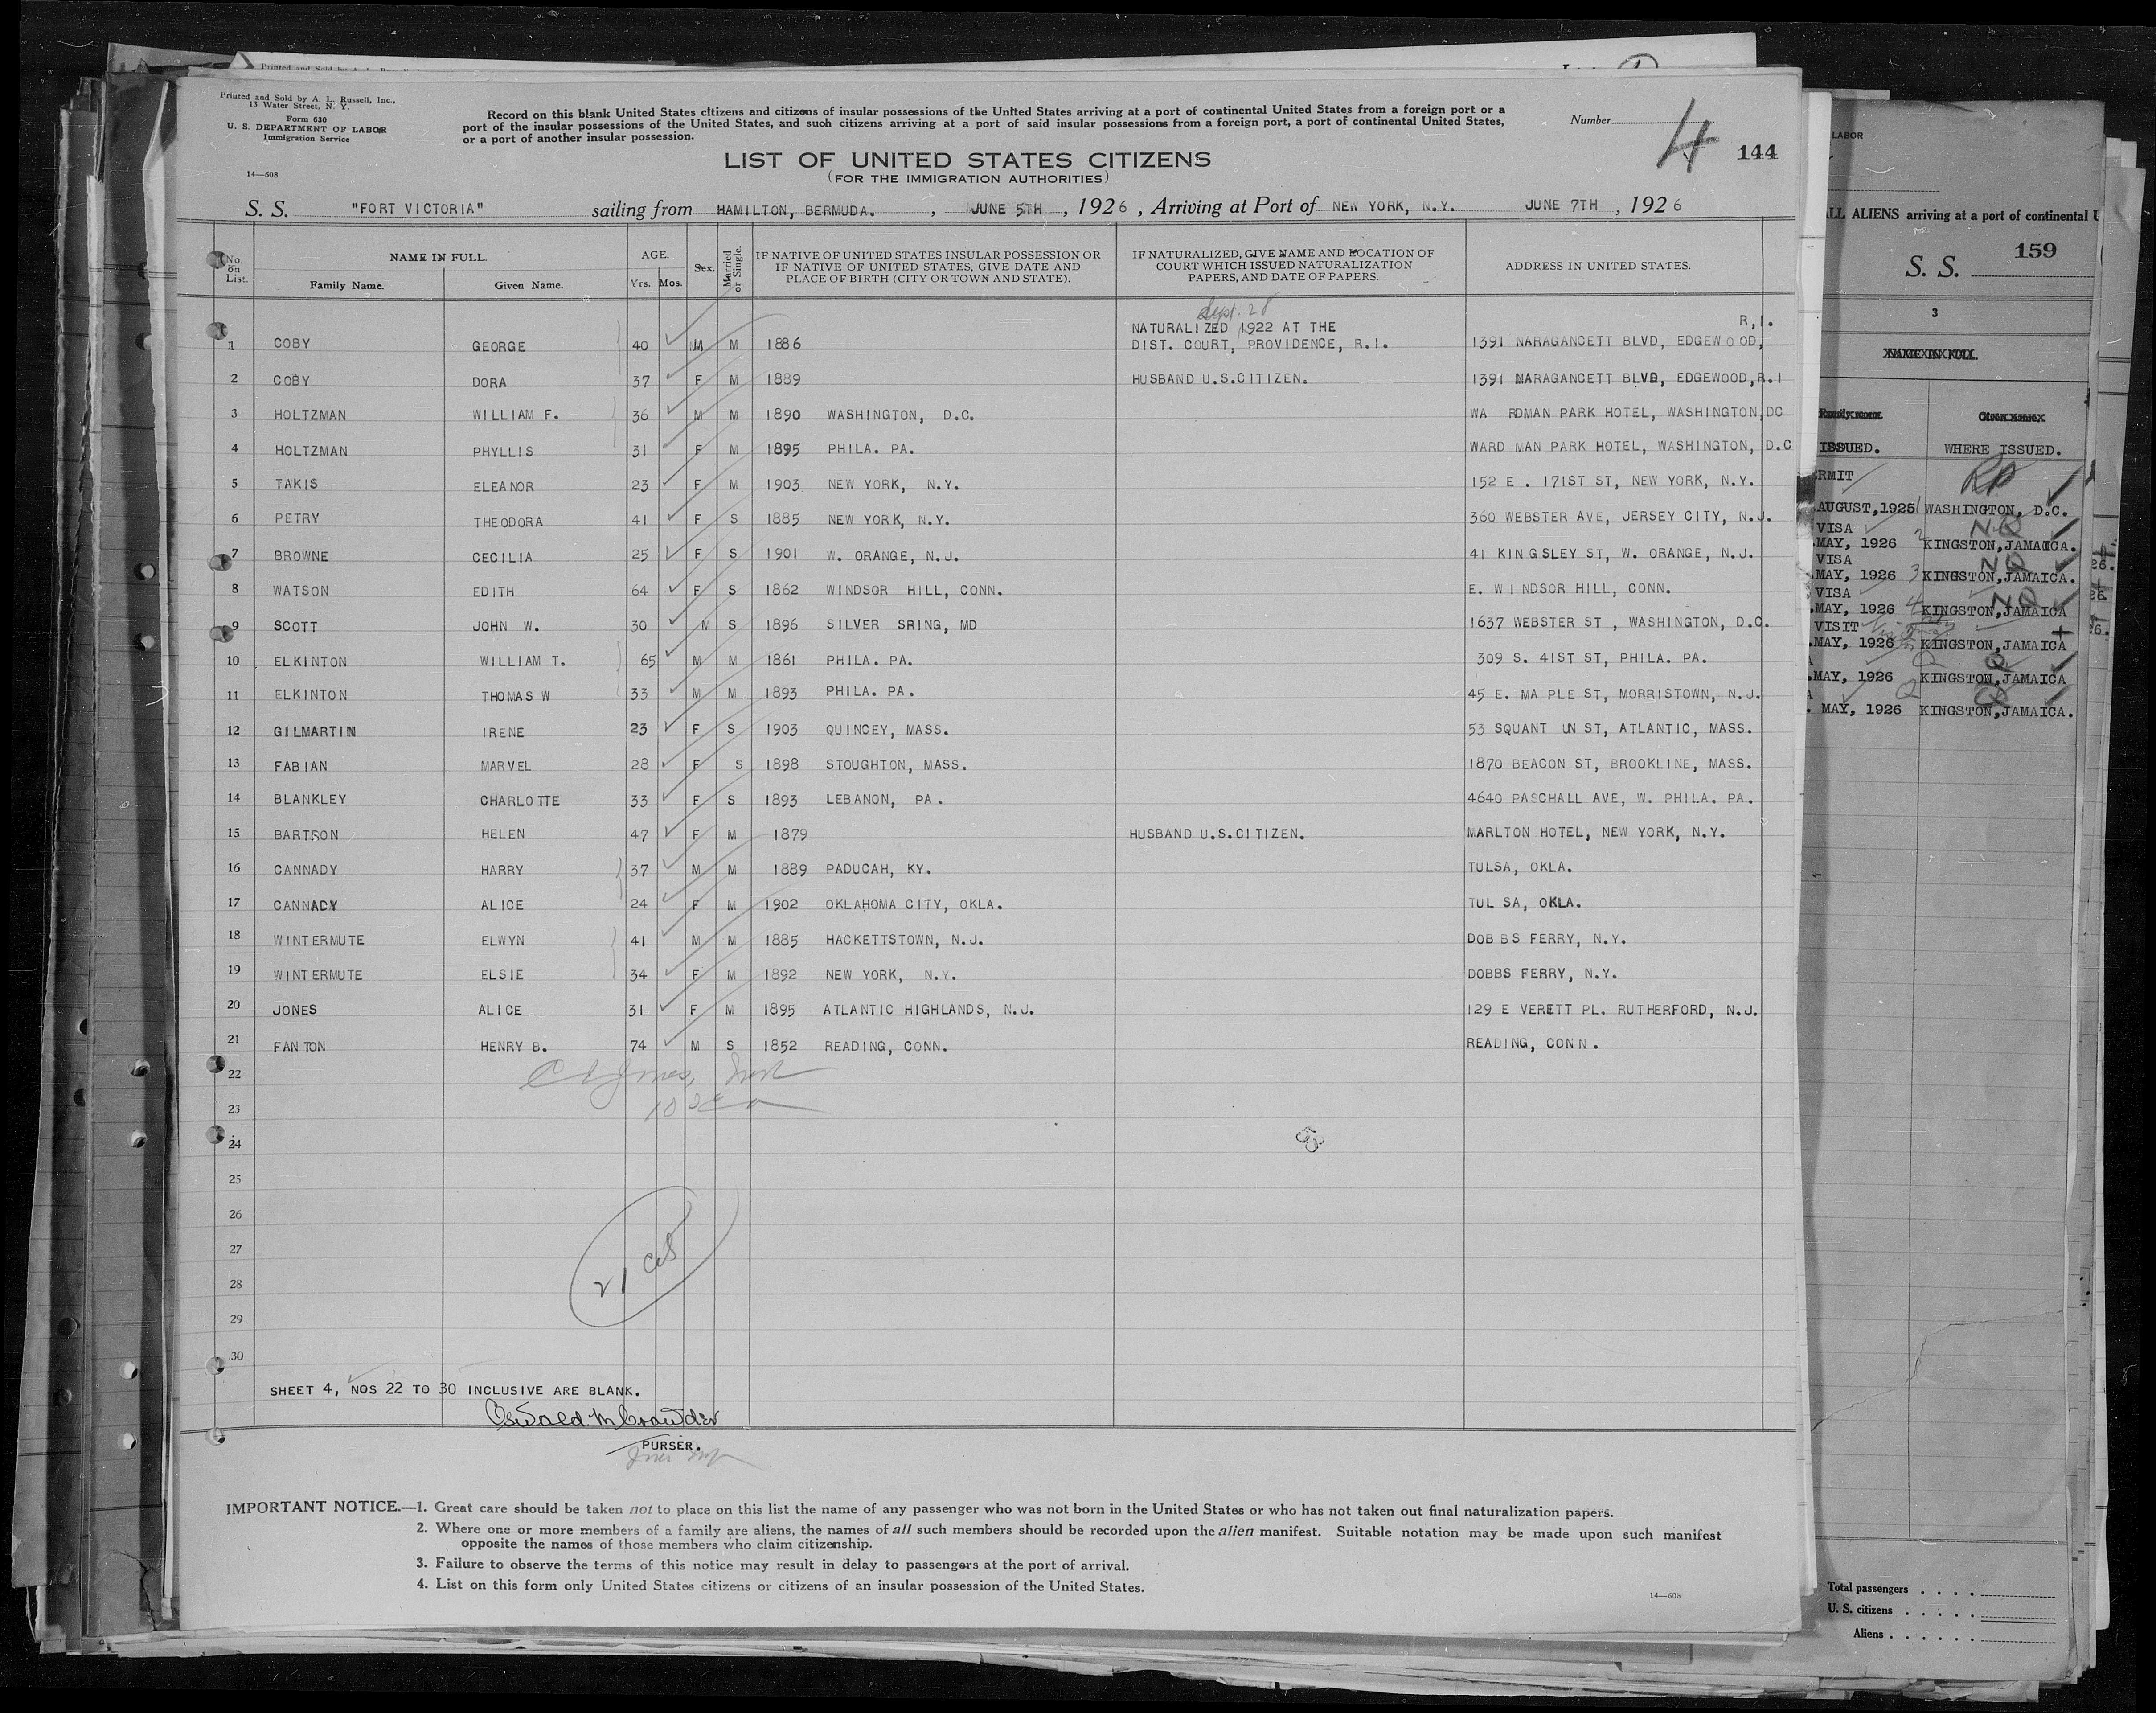 Printed and Sold by A. L. Russell, Inc.,
13 Water Street, N. Y.
Form 630
U. S. DEPARTMENT OF LABOR
Immigration Service
14—608
Record on this blank United States citizens and citizens of insular possessions of the United States arriving at a port of continental United States from a foreign port or a
port of the insular possessions of the United States, and such citizens arriving at a port of said insular possessions from a foreign port, a port of continental United States,
or a port of another insular possession.
Number 4
144
LIST OF UNITED STATES CITIZENS
(FOR THE IMMIGRATION AUTHORITIES)
S. S. "FORT VICTORIA" sailing from HAMILTON, BERMUDA. , JUNE 5TH , 1926 , Arriving at Port of NEW YORK, N.Y. JUNE 7TH , 1926
No. on List. NAME IN FULL. Family Name. Given Name. AGE. Yrs. Mos. Sex. Married or Single. IF NATIVE OF UNITED STATES INSULAR POSSESSION OR IF NATIVE OF UNITED STATES, GIVE DATE AND PLACE OF BIRTH (CITY OR TOWN AND STATE). IF NATURALIZED, GIVE NAME AND LOCATION OF COURT WHICH ISSUED NATURALIZATION PAPERS, AND DATE OF PAPERS. ADDRESS IN UNITED STATES.
Sept. 28
NATURALIZED 1922 AT THE R,I.
1 COBY GEORGE 40 M M 1886 DIST. COURT, PROVIDENCE, R.I. 1391 NARAGANCETT BLVD, EDGEWOOD,
2 COBY DORA 37 F M 1889 HUSBAND U.S.CITIZEN. 1391 NARAGANCETT BLVD, EDGEWOOD,R.I
3 HOLTZMAN WILLIAM F. 36 M M 1890 WASHINGTON, D.C. WA RDMAN PARK HOTEL, WASHINGTON,DC
4 HOLTZMAN PHYLLIS 31 F M 1895 PHILA. PA. WARD MAN PARK HOTEL, WASHINGTON, D.C
5 TAKIS ELEANOR 23 F M 1903 NEW YORK, N.Y. 152 E . 171ST ST, NEW YORK, N.Y.
6 PETRY THEODORA 41 F S 1885 NEW YORK, N.Y. 360 WEBSTER AVE, JERSEY CITY, N.J.
7 BROWNE CECILIA 25 F S 1901 W. ORANGE, N.J. 41 KINGSLEY ST, W. ORANGE, N.J.
8 WATSON EDITH 64 F S 1862 WINDSOR HILL, CONN. E. WINDSOR HILL, CONN.
9 SCOTT JOHN W. 30 M S 1896 SILVER SRING, MD 1637 WEBSTER ST , WASHINGTON, D.C.
10 ELKINTON WILLIAM T. 65 M M 1861 PHILA. PA. 309 S. 41ST ST, PHILA. PA.
11 ELKINTON THOMAS W 33 M M 1893 PHILA. PA. 45 E. MA PLE ST, MORRISTOWN, N.J.
12 GILMARTIN IRENE 23 F S 1903 QUINCEY, MASS. 53 SQUANT UN ST, ATLANTIC, MASS.
13 FABIAN MARVEL 28 F S 1898 STOUGHTON, MASS. 1870 BEACON ST, BROOKLINE, MASS.
14 BLANKLEY CHARLOTTE 33 F S 1893 LEBANON, PA. 4640 PASCHALL AVE, W. PHILA. PA.
15 BARTSON HELEN 47 F M 1879 HUSBAND U.S.CITIZEN. MARLTON HOTEL, NEW YORK, N.Y.
16 CANNADY HARRY 37 M M 1889 PADUCAH, KY. TULSA, OKLA.
17 CANNADY ALICE 24 F M 1902 OKLAHOMA CITY, OKLA. TUL SA, OKLA.
18 WINTERMUTE ELWYN 41 M M 1885 HACKETTSTOWN, N.J. DOBBS FERRY, N.Y.
19 WINTERMUTE ELSIE 34 F M 1892 NEW YORK, N.Y. DOBBS FERRY, N.Y.
20 JONES ALICE 31 F M 1895 ATLANTIC HIGHLANDS, N.J. 129 E VERETT PL. RUTHERFORD, N.J.
21 FANTON HENRY B. 74 M S 1852 READING, CONN. READING, CONN.
22
23
24
25
26
27
28
29
30
21
SHEET 4, NOS 22 TO 30 INCLUSIVE ARE BLANK.
Oswald M Crowder
PURSER.
IMPORTANT NOTICE.—1. Great care should be taken not to place on this list the name of any passenger who was not born in the United States or who has not taken out final naturalization papers.
2. Where one or more members of a family are aliens, the names of all such members should be recorded upon the alien manifest. Suitable notation may be made upon such manifest
opposite the names of those members who claim citizenship.
3. Failure to observe the terms of this notice may result in delay to passengers at the port of arrival.
4. List on this form only United States citizens or citizens of an insular possession of the United States.
14—608
LABOR
ALL ALIENS arriving at a port of continental
S. S. 159
3
ISSUED. WHERE ISSUED.
RMIT RP
AUGUST,1925 WASHINGTON, D.C.
VISA NQ
MAY, 1926 2 KINGSTON,JAMAICA.
VISA NQ
MAY, 1926 3 KINGSTON,JAMAICA.
VISA NQ
MAY, 1926 4 KINGSTON,JAMAICA
VISIT
MAY, 1926 KINGSTON,JAMAICA
MAY, 1926 KINGSTON,JAMAICA
MAY, 1926 KINGSTON,JAMAICA.
Total passengers
U. S. citizens
Aliens